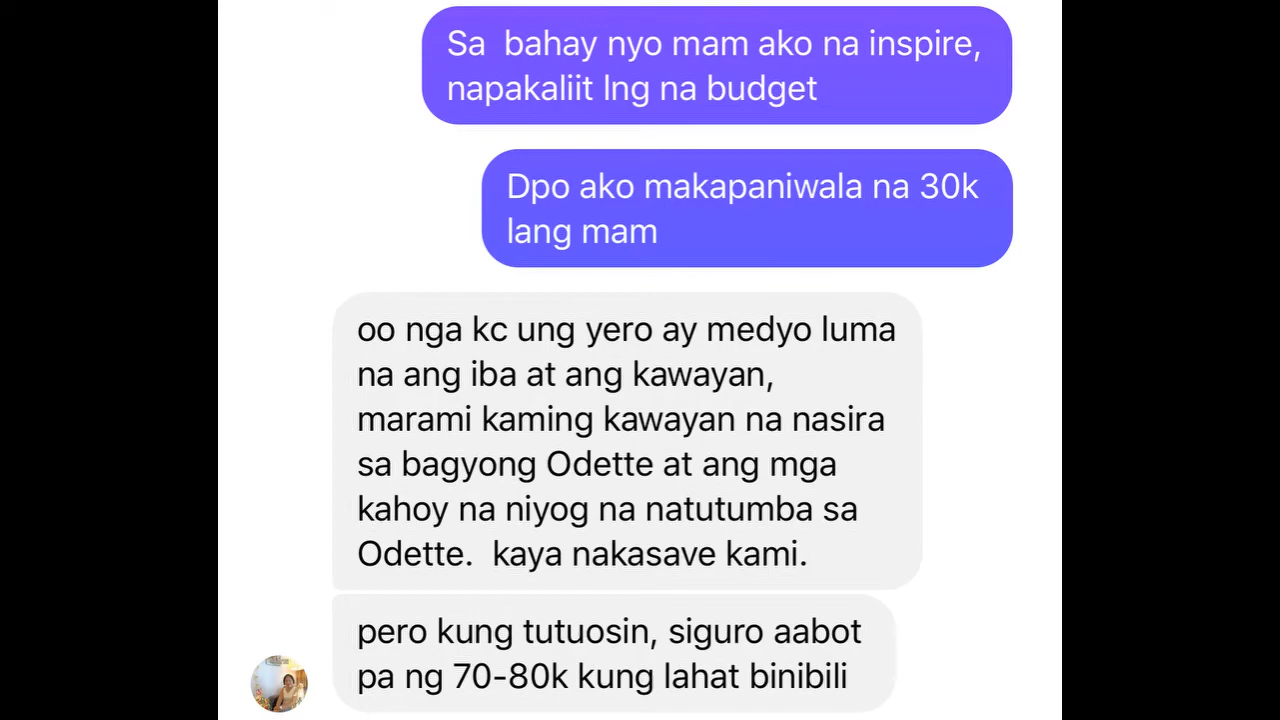 Sa  bahay nyo mam ako na inspire,
napakaliit lng na budget
Dpo ako makapaniwala na 30k
lang mam
oo nga kc ung yero ay medyo luma
na ang iba at ang kawayan,
marami kaming kawayan na nasira
sa bagyong Odette at ang mga
kahoy na niyog na natutumba sa
Odette.  kaya nakasave kami.
pero kung tutuosin, siguro aabot
pa ng 70-80k kung lahat binibili